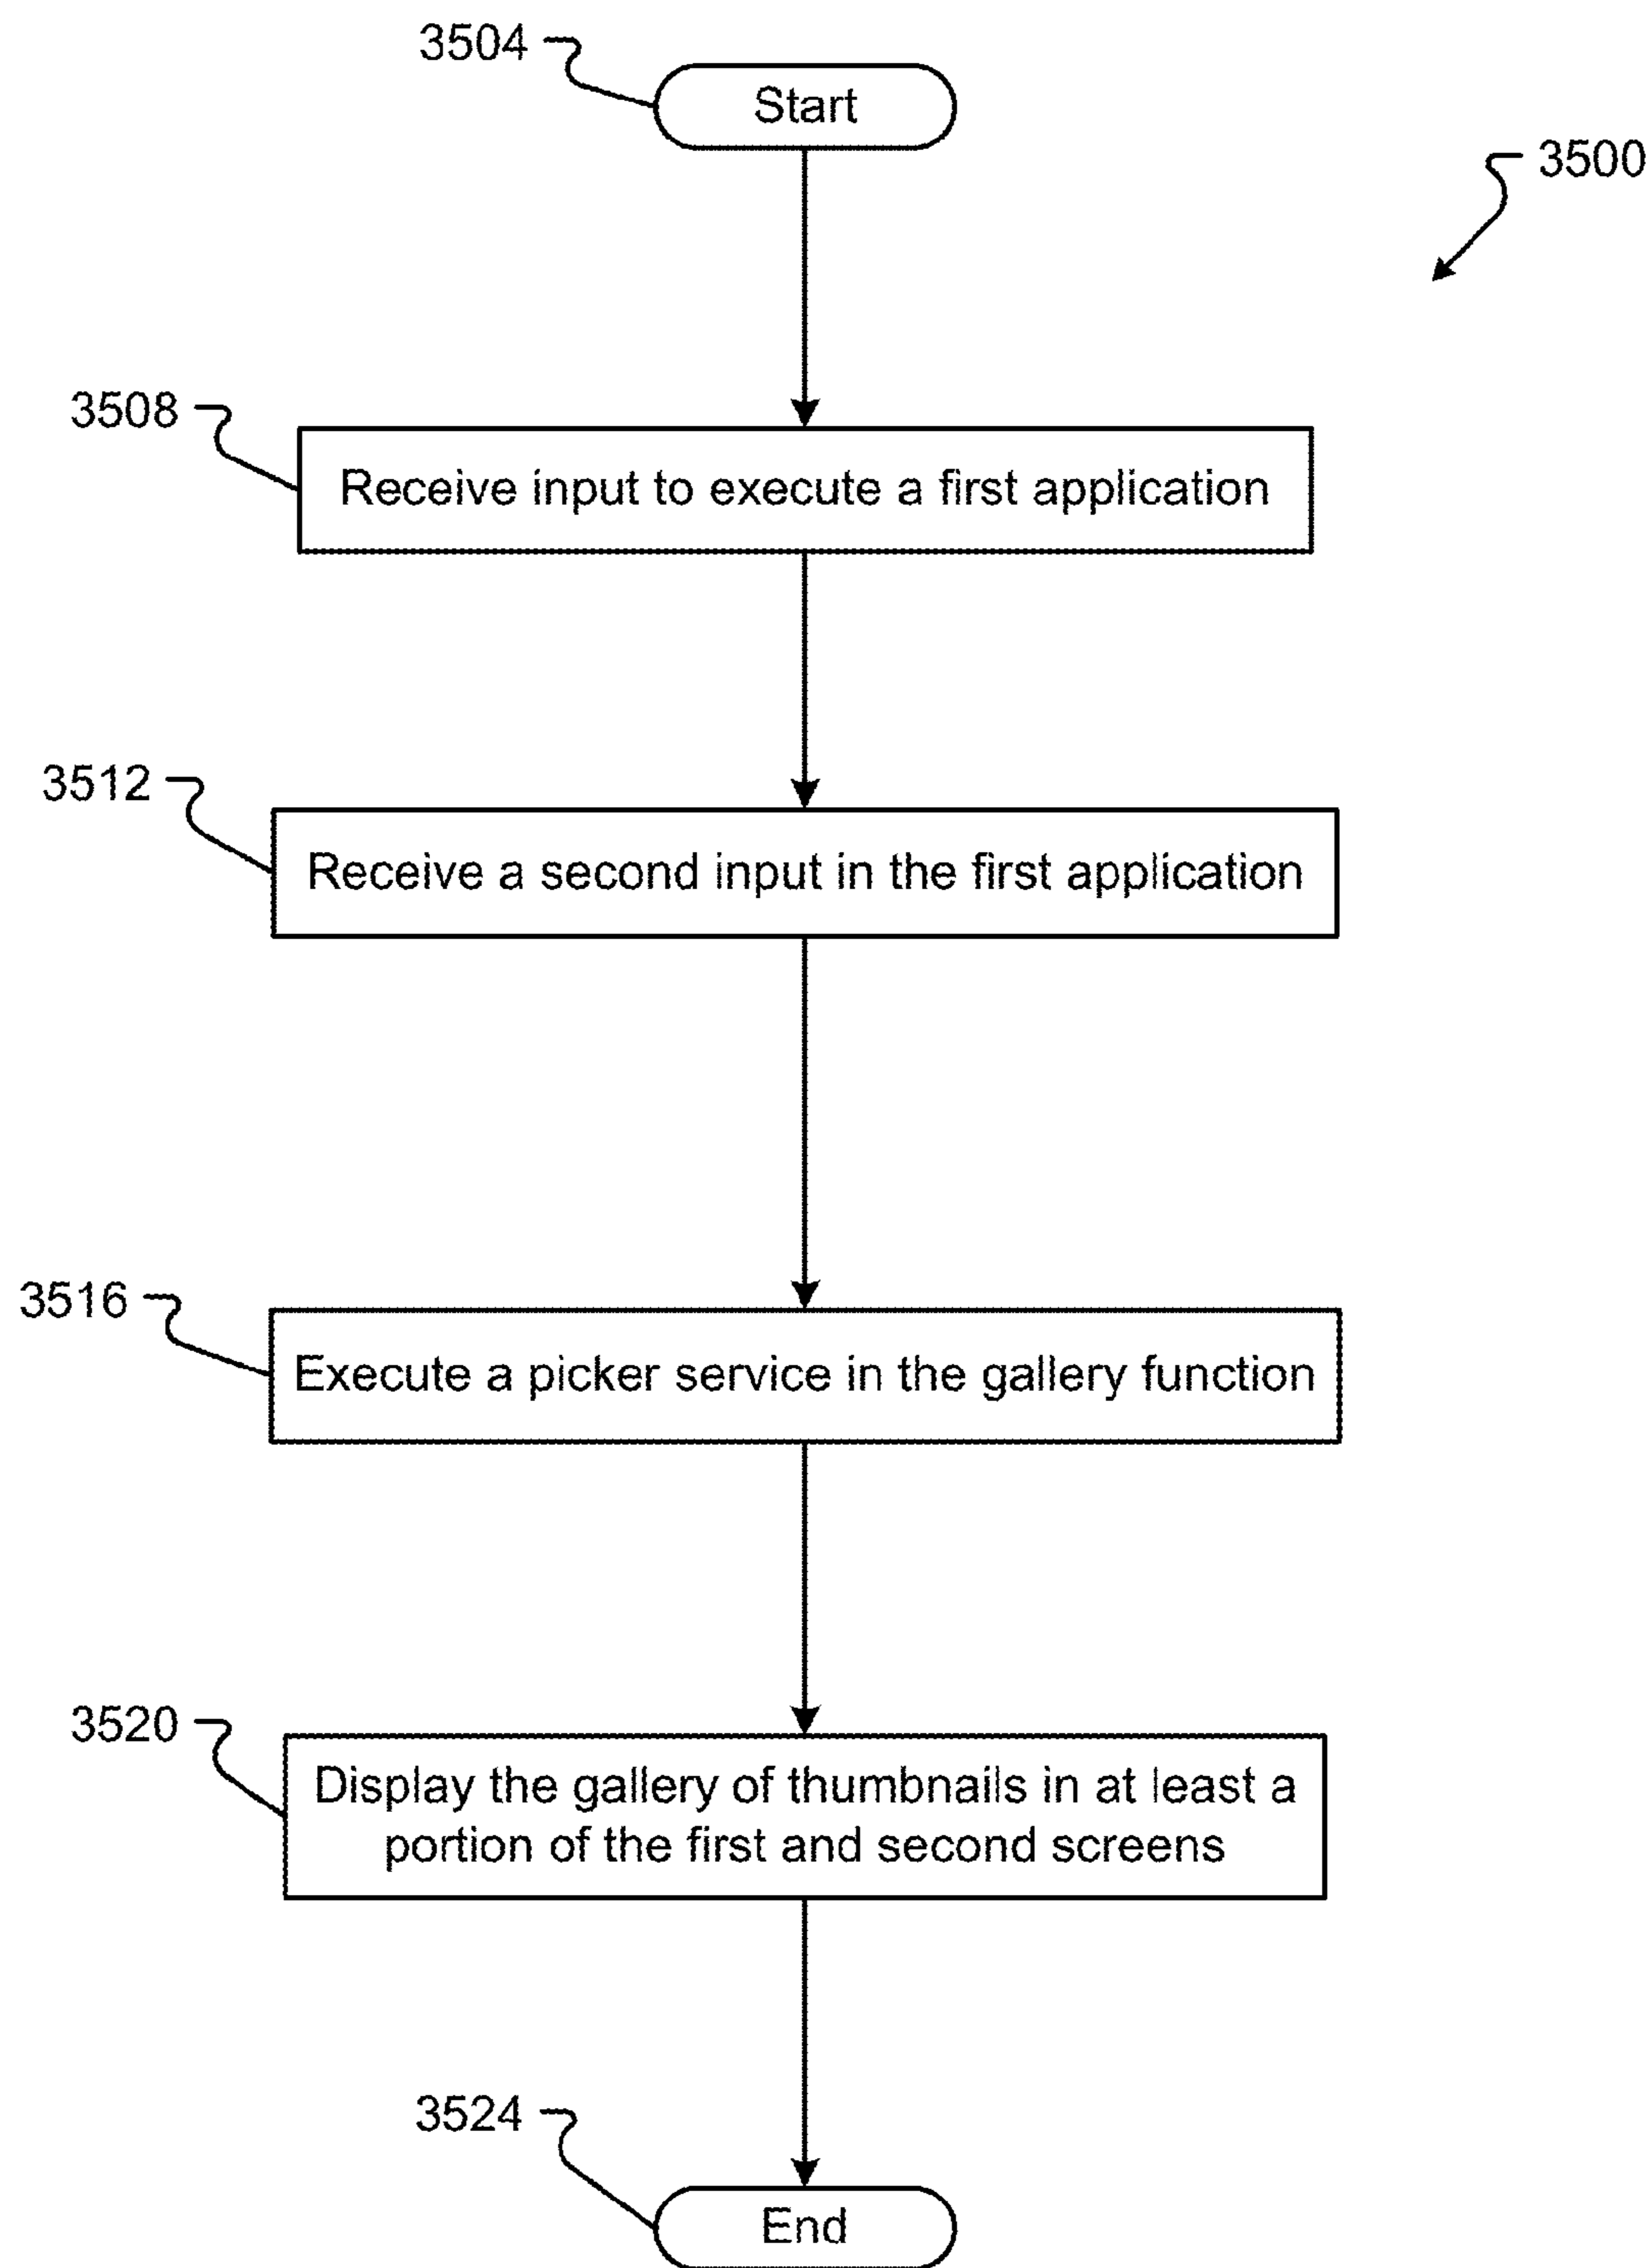 3504
Start
3500
3508
Receive input to execute a first application
3512
Receive a second input in the first application
3516
Execute a picker service in the gallery function
3520
Display the gallery of thumbnails in at least a
portion of the first and second screens
3524
End